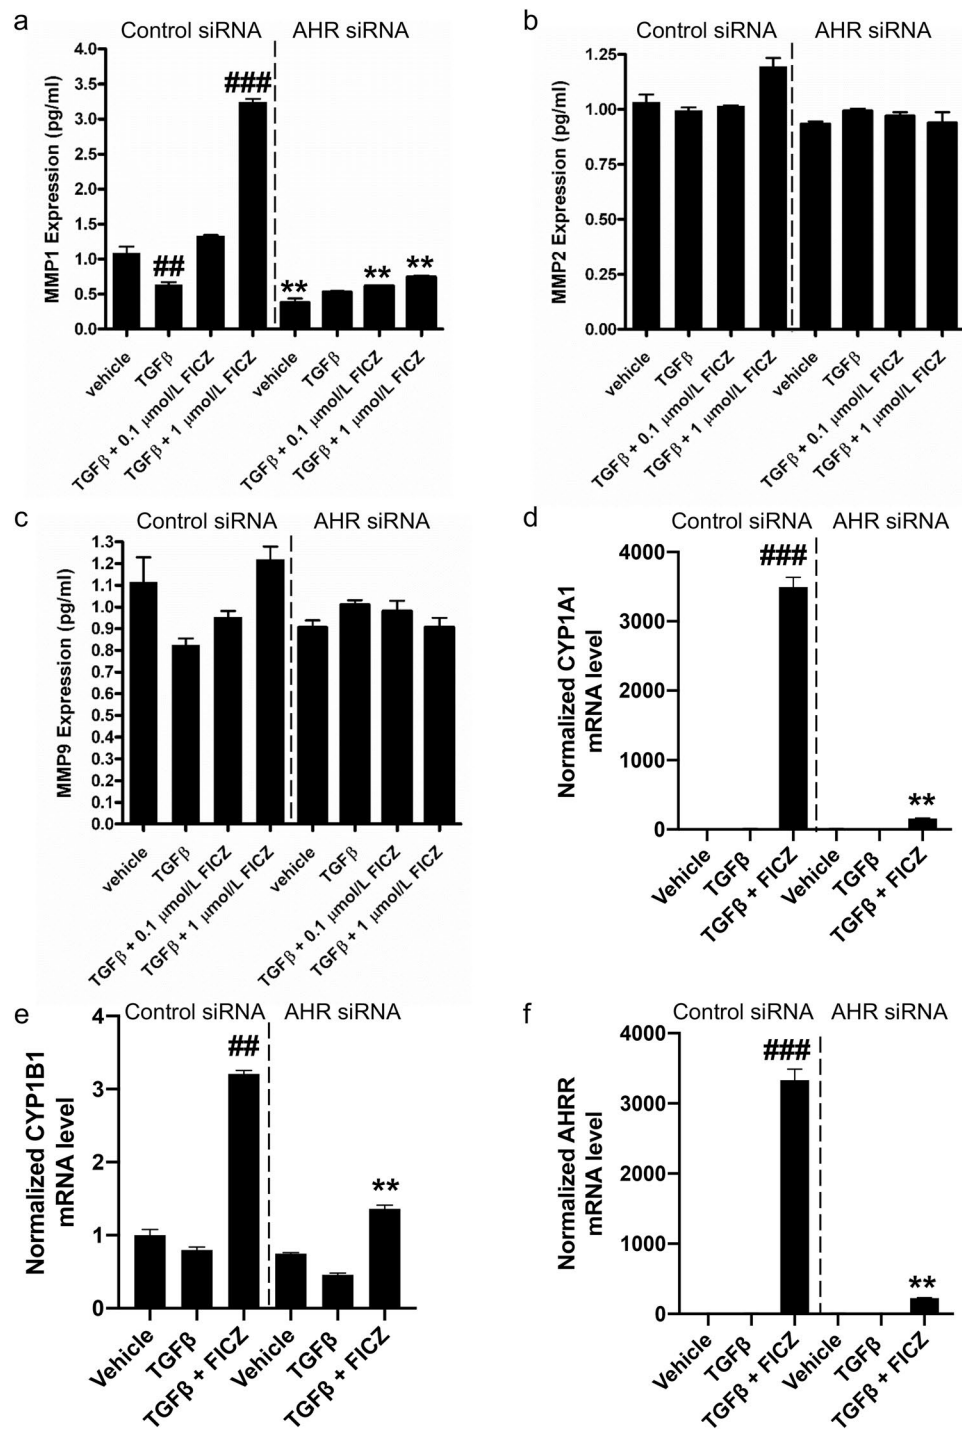 a
Control siRNA AHR siRNA
MMP1 Expression (pg/ml)
4.0
3.5
3.0
2.5
2.0
1.5
1.0
0.5
0.0
###
##
**
**
**
vehicle
TGFβ
TGFβ + 0.1 μmol/L FICZ
TGFβ + 1 μmol/L FICZ
vehicle
TGFβ
TGFβ + 0.1 μmol/L FICZ
TGFβ + 1 μmol/L FICZ
b
Control siRNA AHR siRNA
MMP2 Expression (pg/ml)
1.25
1.00
0.75
0.50
0.25
0.00
vehicle
TGFβ
TGFβ + 0.1 μmol/L FICZ
TGFβ + 1 μmol/L FICZ
vehicle
TGFβ
TGFβ + 0.1 μmol/L FICZ
TGFβ + 1 μmol/L FICZ
c
Control siRNA AHR siRNA
MMP9 Expression (pg/ml)
1.3
1.2
1.1
1.0
0.9
0.8
0.7
0.6
0.5
0.4
0.3
0.2
0.1
0.0
vehicle
TGFβ
TGFβ + 0.1 μmol/L FICZ
TGFβ + 1 μmol/L FICZ
vehicle
TGFβ
TGFβ + 0.1 μmol/L FICZ
TGFβ + 1 μmol/L FICZ
d
Control siRNA AHR siRNA
Normalized CYP1A1
mRNA level
4000
3000
2000
1000
0
###
**
Vehicle
TGFβ
TGFβ + FICZ
Vehicle
TGFβ
TGFβ + FICZ
e
Control siRNA AHR siRNA
Normalized CYP1B1
mRNA level
4
3
2
1
0
##
**
Vehicle
TGFβ
TGFβ + FICZ
Vehicle
TGFβ
TGFβ + FICZ
f
Control siRNA AHR siRNA
Normalized AHRR
mRNA level
4000
3000
2000
1000
0
###
**
Vehicle
TGFβ
TGFβ + FICZ
Vehicle
TGFβ
TGFβ + FICZ